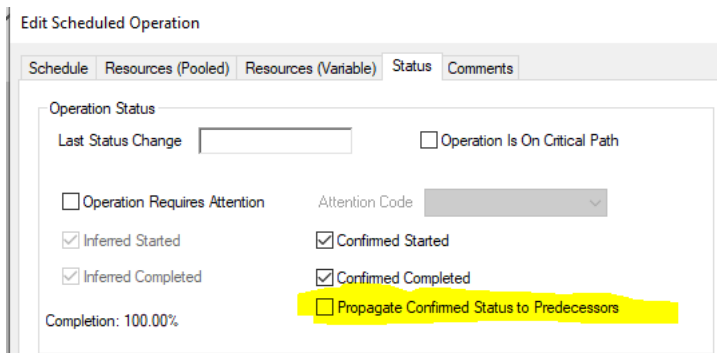 Edit Scheduled Operation
Schedule Resources (Pooled) Resources (Variable) Status Comments
Operation Status
Last Status Change Operation Is On Critical Path
Operation Requires Attention Attention Code
Inferred Started Confirmed Started
Inferred Completed Confirmed Completed
Propagate Confirmed Status to Predecessors
Completion: 100.00%